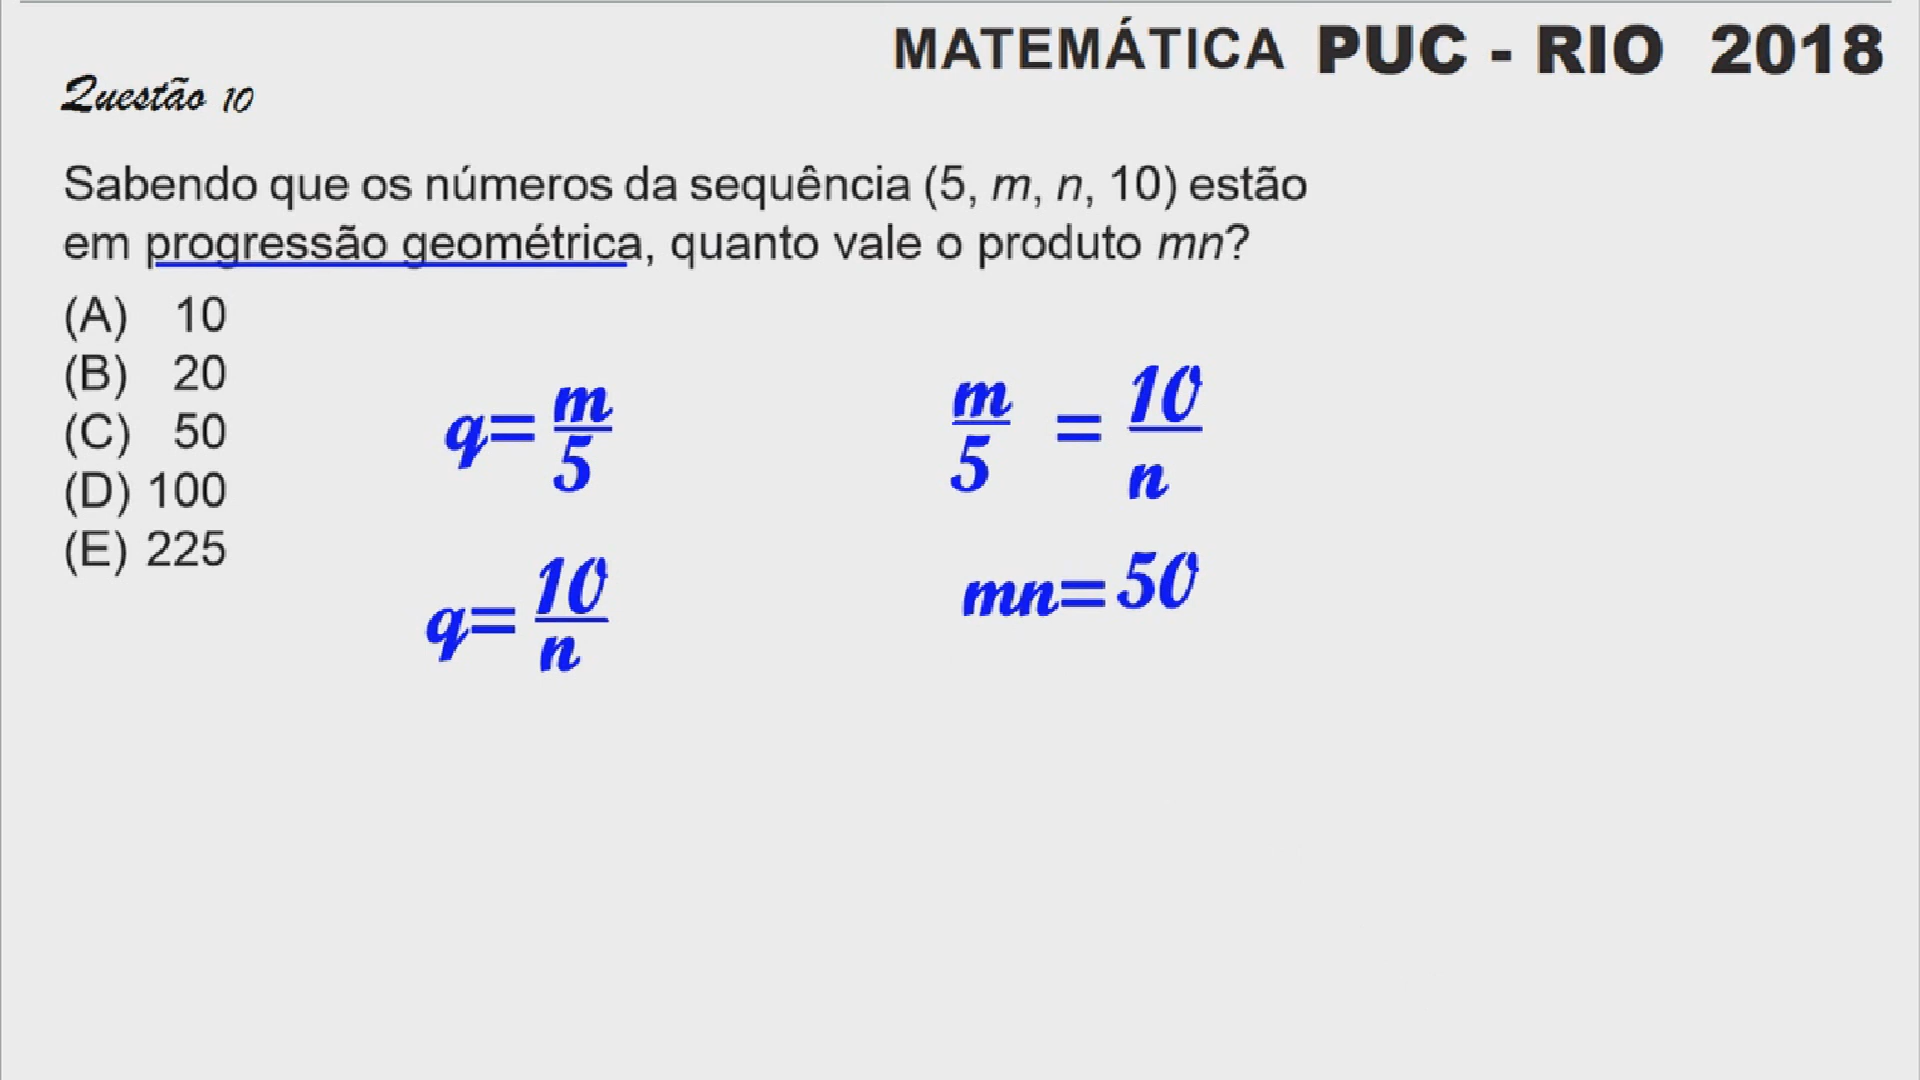 MATEMÁTICA PUC - RIO 2018
Questão 10
Sabendo que os números da sequência (5, m, n, 10) estão
em progressão geométrica, quanto vale o produto mn?
(A) 10
(B) 20
(C) 50
(D) 100
(E) 225
q= m/5
m/5 = 10/n
q= 10/n
mn=50